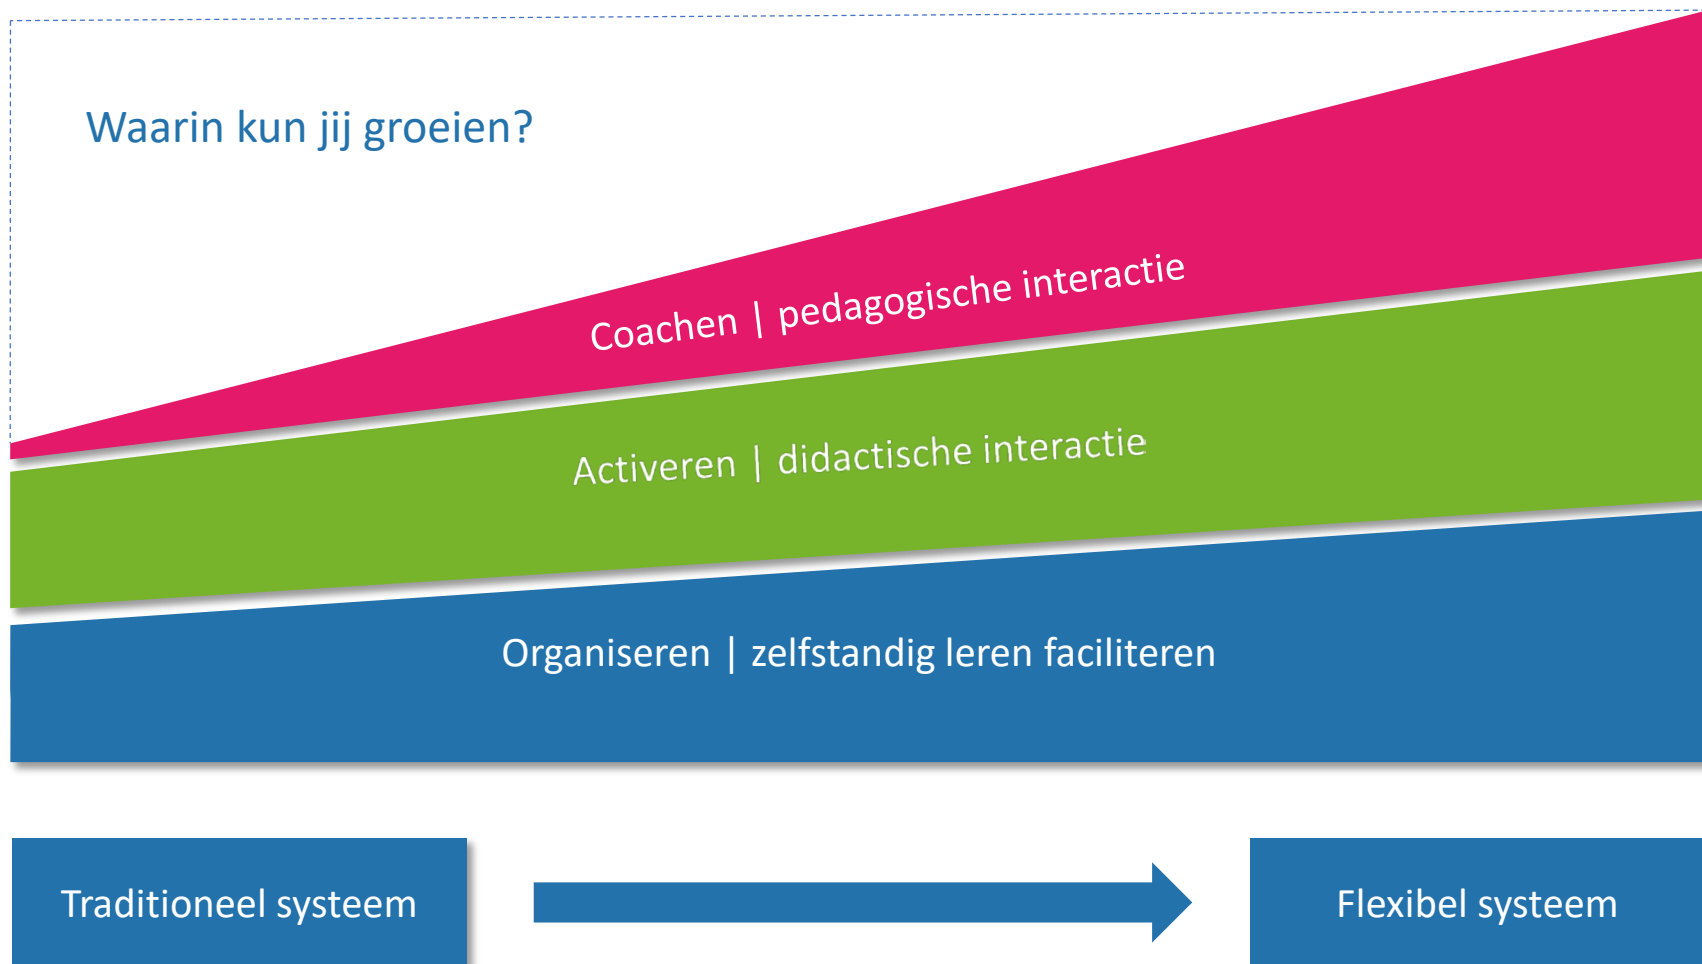 Waarin kun jij groeien?
Coachen | pedagogische interactie
Activeren | didactische interactie
Organiseren | zelfstandig leren faciliteren
Traditioneel systeem
Flexibel systeem